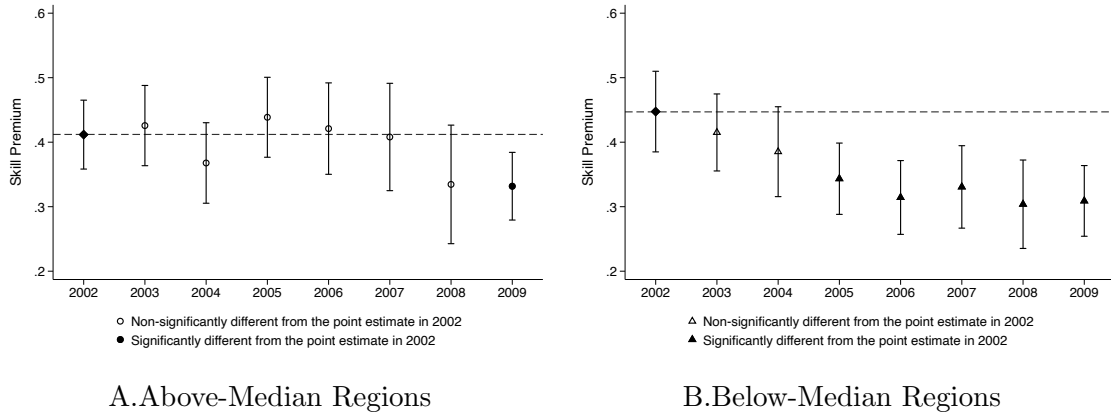 .6
.5
.4
.3
.2
Skill Premium
2002 2003 2004 2005 2006 2007 2008 2009
Non-significantly different from the point estimate in 2002
Significantly different from the point estimate in 2002
A.Above-Median Regions
.6
.5
.4
.3
.2
Skill Premium
2002 2003 2004 2005 2006 2007 2008 2009
Non-significantly different from the point estimate in 2002
Significantly different from the point estimate in 2002
B.Below-Median Regions